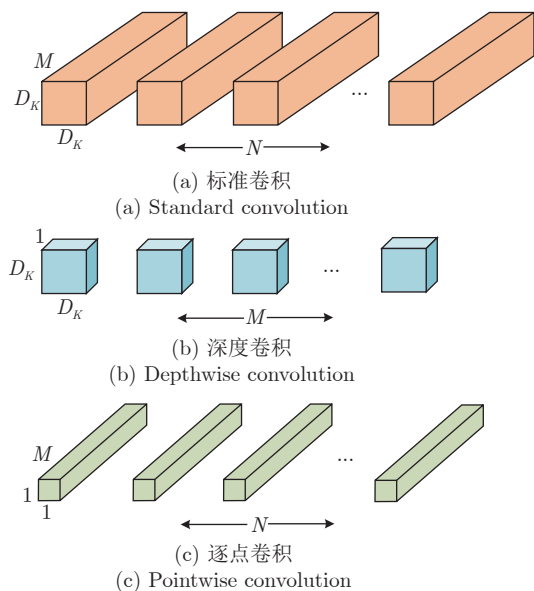 M
D_K
D_K
...
N
(a) 标准卷积
(a) Standard convolution
1
D_K
D_K
...
M
(b) 深度卷积
(b) Depthwise convolution
M
1
1
...
N
(c) 逐点卷积
(c) Pointwise convolution